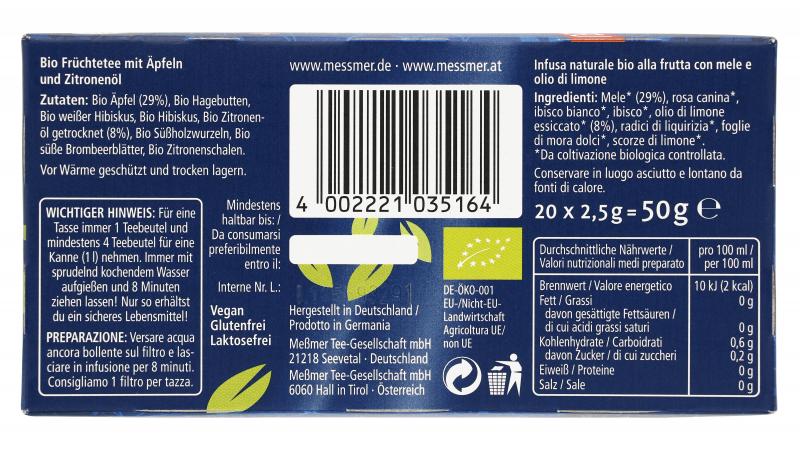 Bio Früchtetee mit Äpfeln
und Zitronenöl
Zutaten: Bio Äpfel (29%), Bio Hagebutten,
Bio weißer Hibiskus, Bio Hibiskus, Bio Zitronen-
öl getrocknet (8%), Bio Süßholzwurzeln, Bio
süße Brombeerblätter, Bio Zitronenschalen.
Vor Wärme geschützt und trocken lagern.
WICHTIGER HINWEIS: Für eine
Tasse immer 1 Teebeutel und
mindestens 4 Teebeutel für eine
Kanne (1 l) nehmen. Immer mit
sprudelnd kochendem Wasser
aufgießen und 8 Minuten
ziehen lassen! Nur so erhältst
du ein sicheres Lebensmittel!
PREPARAZIONE: Versare acqua
ancora bollente sul filtro e las-
ciare in infusione per 8 minuti.
Consigliamo 1 filtro per tazza.
www.messmer.de · www.messmer.at
4 002221 035164
Mindestens
haltbar bis: /
Da consumarsi
preferibilmente
entro il:
Interne Nr. L.:
Vegan
Glutenfrei
Laktosefrei
Hergestellt in Deutschland /
Prodotto in Germania
Meßmer Tee-Gesellschaft mbH
21218 Seevetal · Deutschland
Meßmer Tee-Gesellschaft mbH
6060 Hall in Tirol · Österreich
DE-ÖKO-001
EU-/Nicht-EU-
Landwirtschaft
Agricoltura UE/
non UE
Infusa naturale bio alla frutta con mele e
olio di limone
Ingredienti: Mele* (29%), rosa canina*,
ibisco bianco*, ibisco*, olio di limone
essiccato* (8%), radici di liquirizia*, foglie
di mora dolci*, scorze di limone*.
*Da coltivazione biologica controllata.
Conservare in luogo asciutto e lontano da
fonti di calore.
20 x 2,5g = 50g ℮
Durchschnittliche Nährwerte / pro 100 ml /
Valori nutrizionali medi preparato per 100 ml
Brennwert / Valore energetico 10 kJ (2 kcal)
Fett / Grassi 0 g
davon gesättigte Fettsäuren /
di cui acidi grassi saturi 0 g
Kohlenhydrate / Carboidrati 0,6 g
davon Zucker / di cui zuccheri 0,2 g
Eiweiß / Proteine 0 g
Salz / Sale 0 g